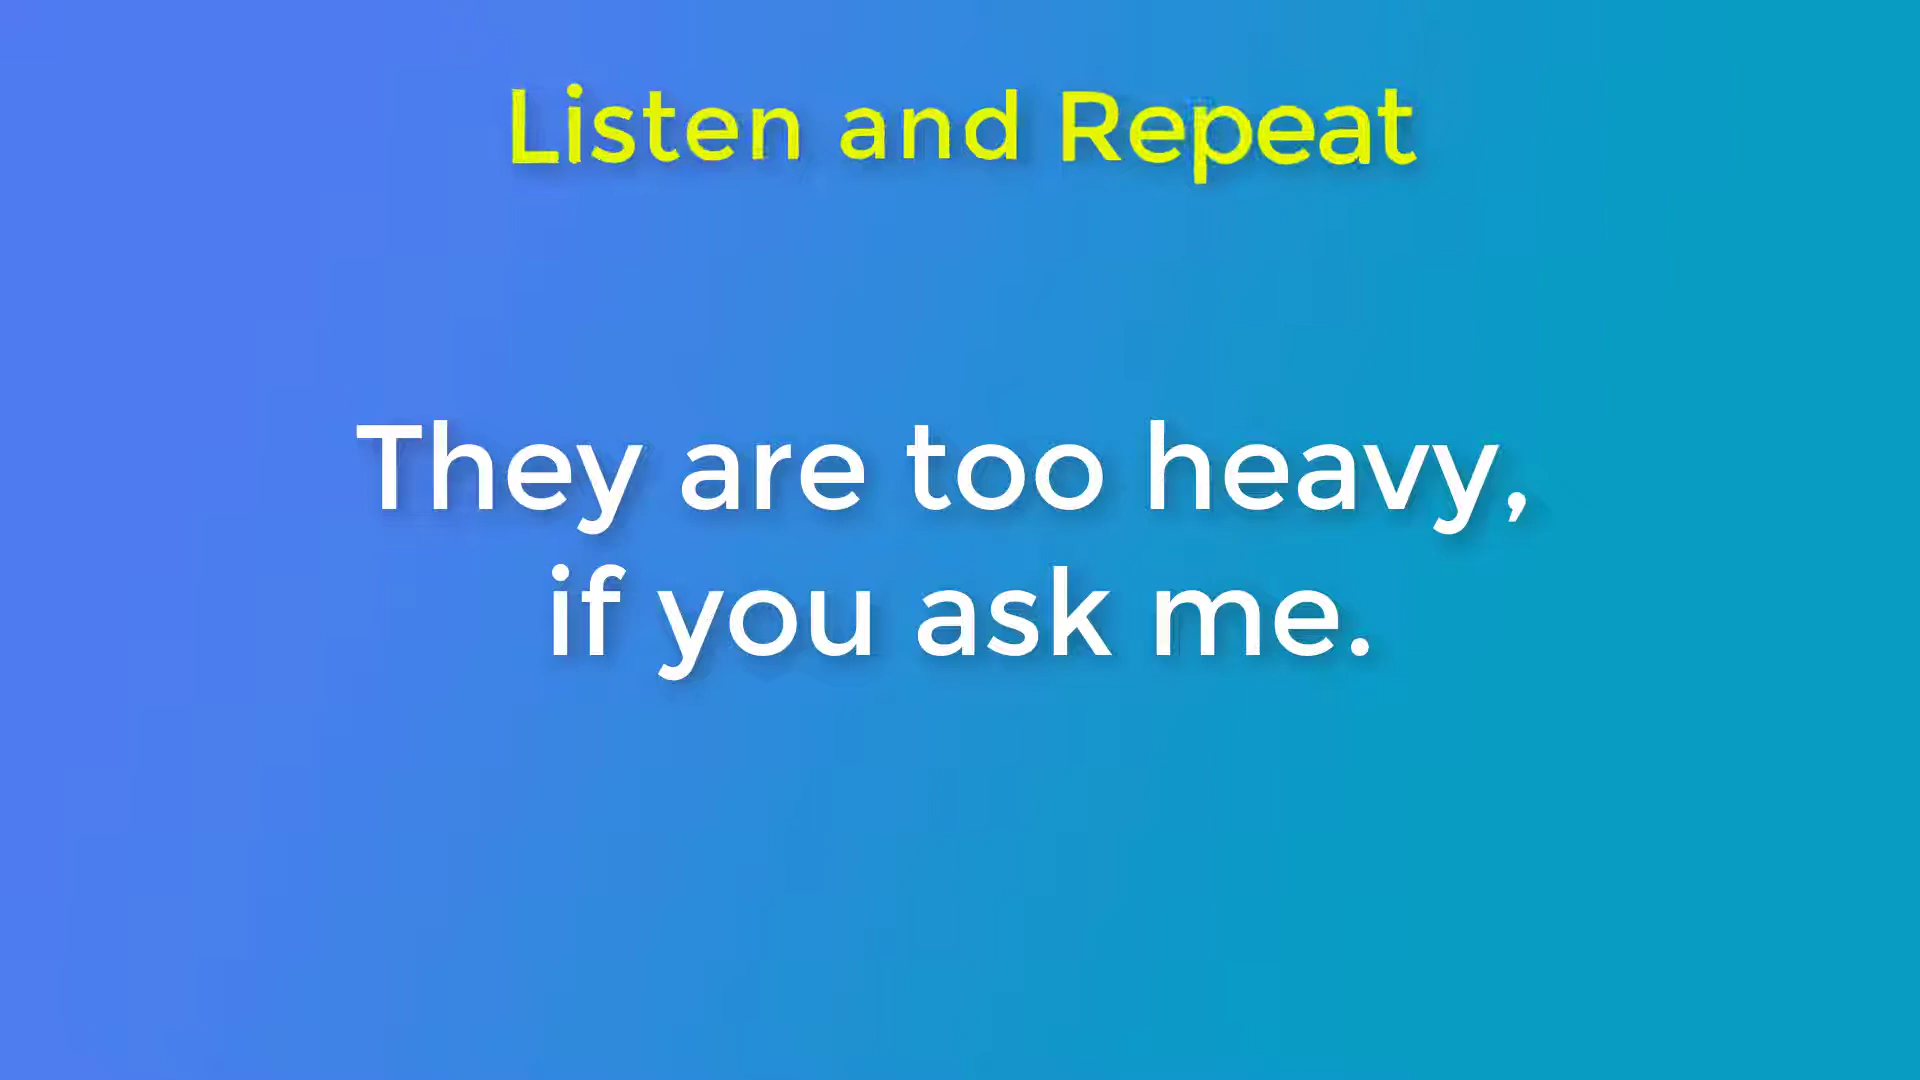 Listen and Repeat
They are too heavy,
if you ask me.